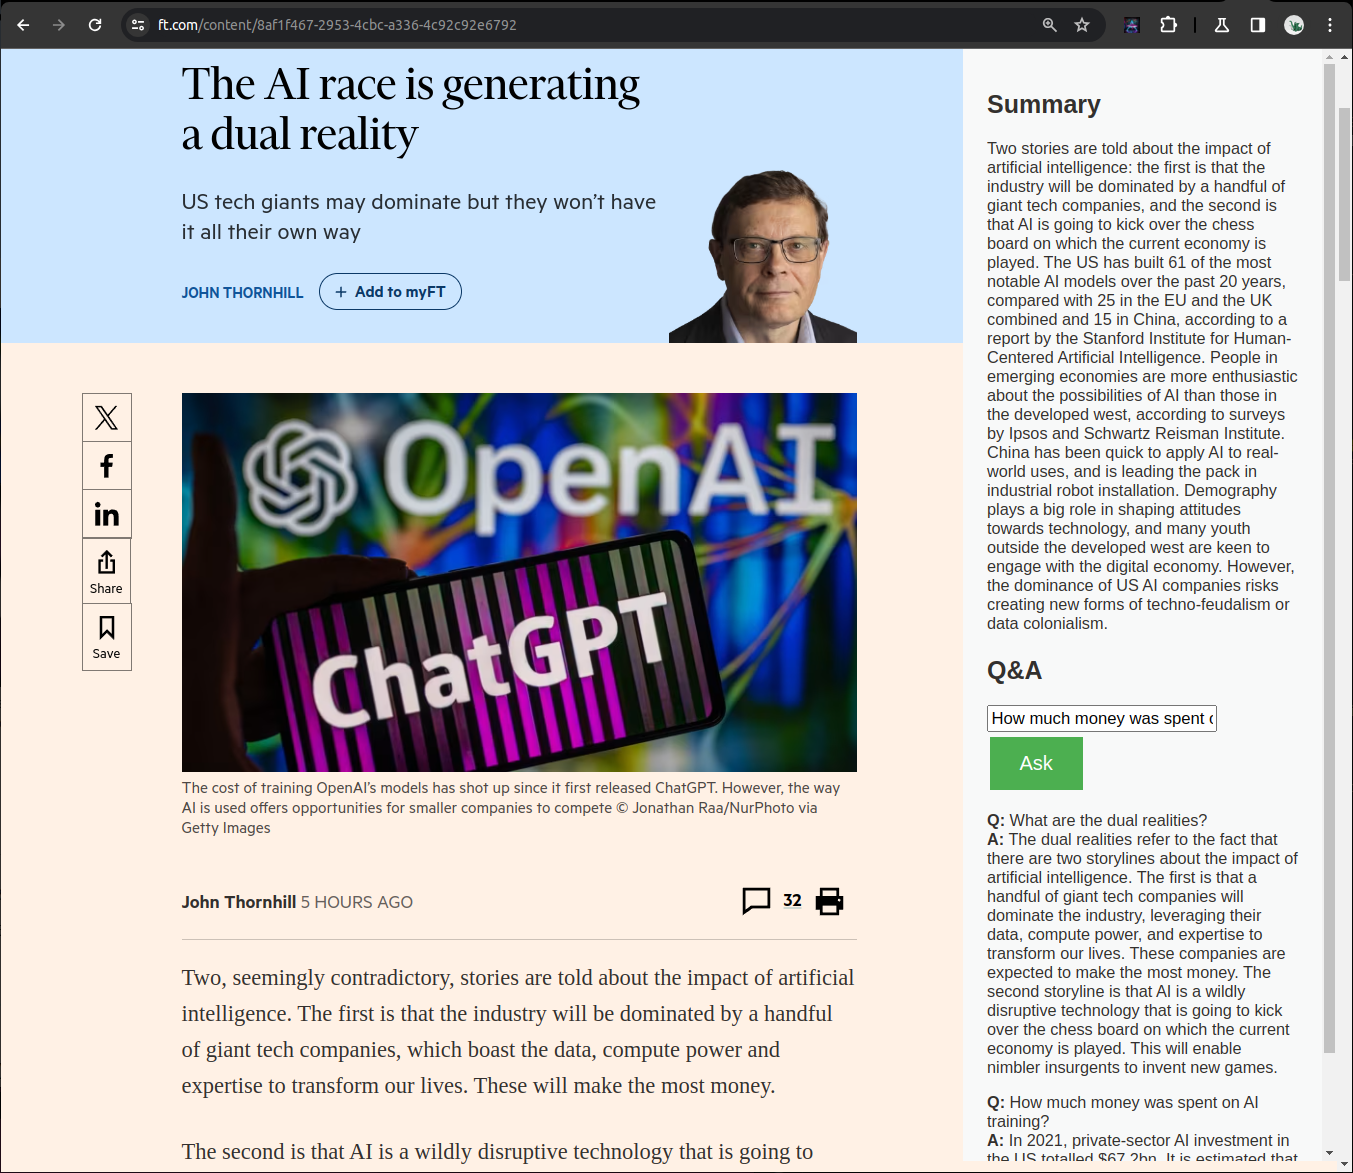 ft.com/content/8af1f467-2953-4cbc-a336-4c92c92e6792
The AI race is generating
a dual reality
US tech giants may dominate but they won’t have
it all their own way
JOHN THORNHILL
+ Add to myFT
Share
Save
OpenAI
ChatGPT
The cost of training OpenAI’s models has shot up since it first released ChatGPT. However, the way
AI is used offers opportunities for smaller companies to compete © Jonathan Raa/NurPhoto via
Getty Images
John Thornhill 5 HOURS AGO
32
Two, seemingly contradictory, stories are told about the impact of artificial
intelligence. The first is that the industry will be dominated by a handful
of giant tech companies, which boast the data, compute power and
expertise to transform our lives. These will make the most money.
The second is that AI is a wildly disruptive technology that is going to
Summary
Two stories are told about the impact of
artificial intelligence: the first is that the
industry will be dominated by a handful of
giant tech companies, and the second is
that AI is going to kick over the chess
board on which the current economy is
played. The US has built 61 of the most
notable AI models over the past 20 years,
compared with 25 in the EU and the UK
combined and 15 in China, according to a
report by the Stanford Institute for Human-
Centered Artificial Intelligence. People in
emerging economies are more enthusiastic
about the possibilities of AI than those in
the developed west, according to surveys
by Ipsos and Schwartz Reisman Institute.
China has been quick to apply AI to real-
world uses, and is leading the pack in
industrial robot installation. Demography
plays a big role in shaping attitudes
towards technology, and many youth
outside the developed west are keen to
engage with the digital economy. However,
the dominance of US AI companies risks
creating new forms of techno-feudalism or
data colonialism.
Q&A
How much money was spent
Ask
Q: What are the dual realities?
A: The dual realities refer to the fact that
there are two storylines about the impact of
artificial intelligence. The first is that a
handful of giant tech companies will
dominate the industry, leveraging their
data, compute power, and expertise to
transform our lives. These companies are
expected to make the most money. The
second storyline is that AI is a wildly
disruptive technology that is going to kick
over the chess board on which the current
economy is played. This will enable
nimbler insurgents to invent new games.
Q: How much money was spent on AI
training?
A: In 2021, private-sector AI investment in
the US totalled $67.2bn. It is estimated that